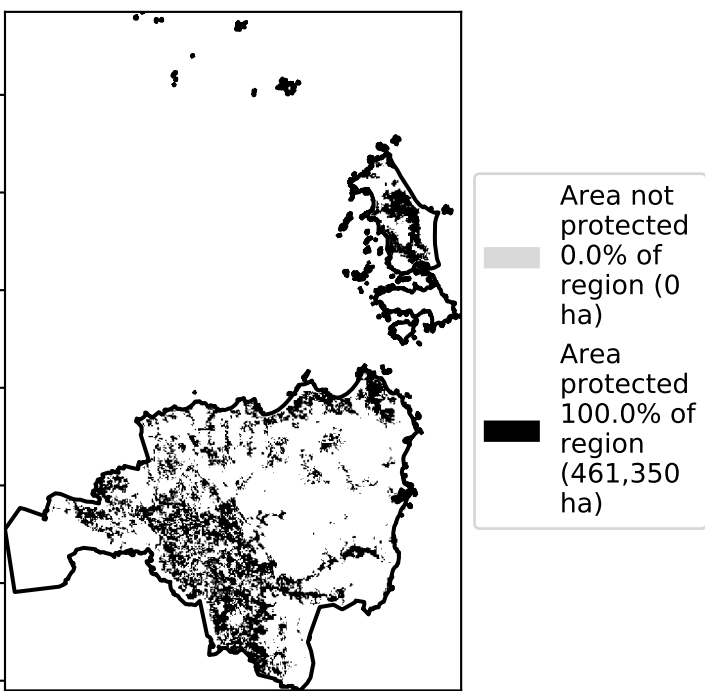 Area not
protected
0.0% of
region (0
ha)
Area
protected
100.0% of
region
(461,350
ha)